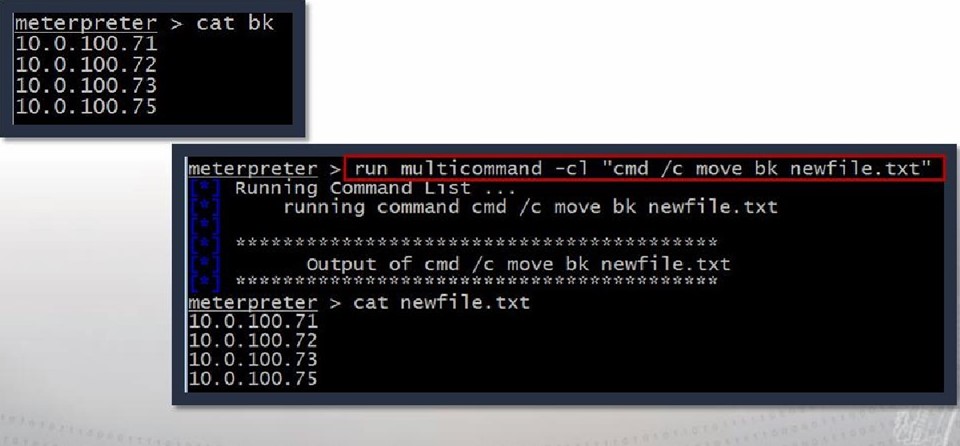 meterpreter > cat bk
10.0.100.71
10.0.100.72
10.0.100.73
10.0.100.75
meterpreter > run multicommand -cl "cmd /c move bk newfile.txt"
[*] Running Command List ...
[*] running command cmd /c move bk newfile.txt
[*]
[*] *****************************************
[*] Output of cmd /c move bk newfile.txt
[*] *****************************************
meterpreter > cat newfile.txt
10.0.100.71
10.0.100.72
10.0.100.73
10.0.100.75